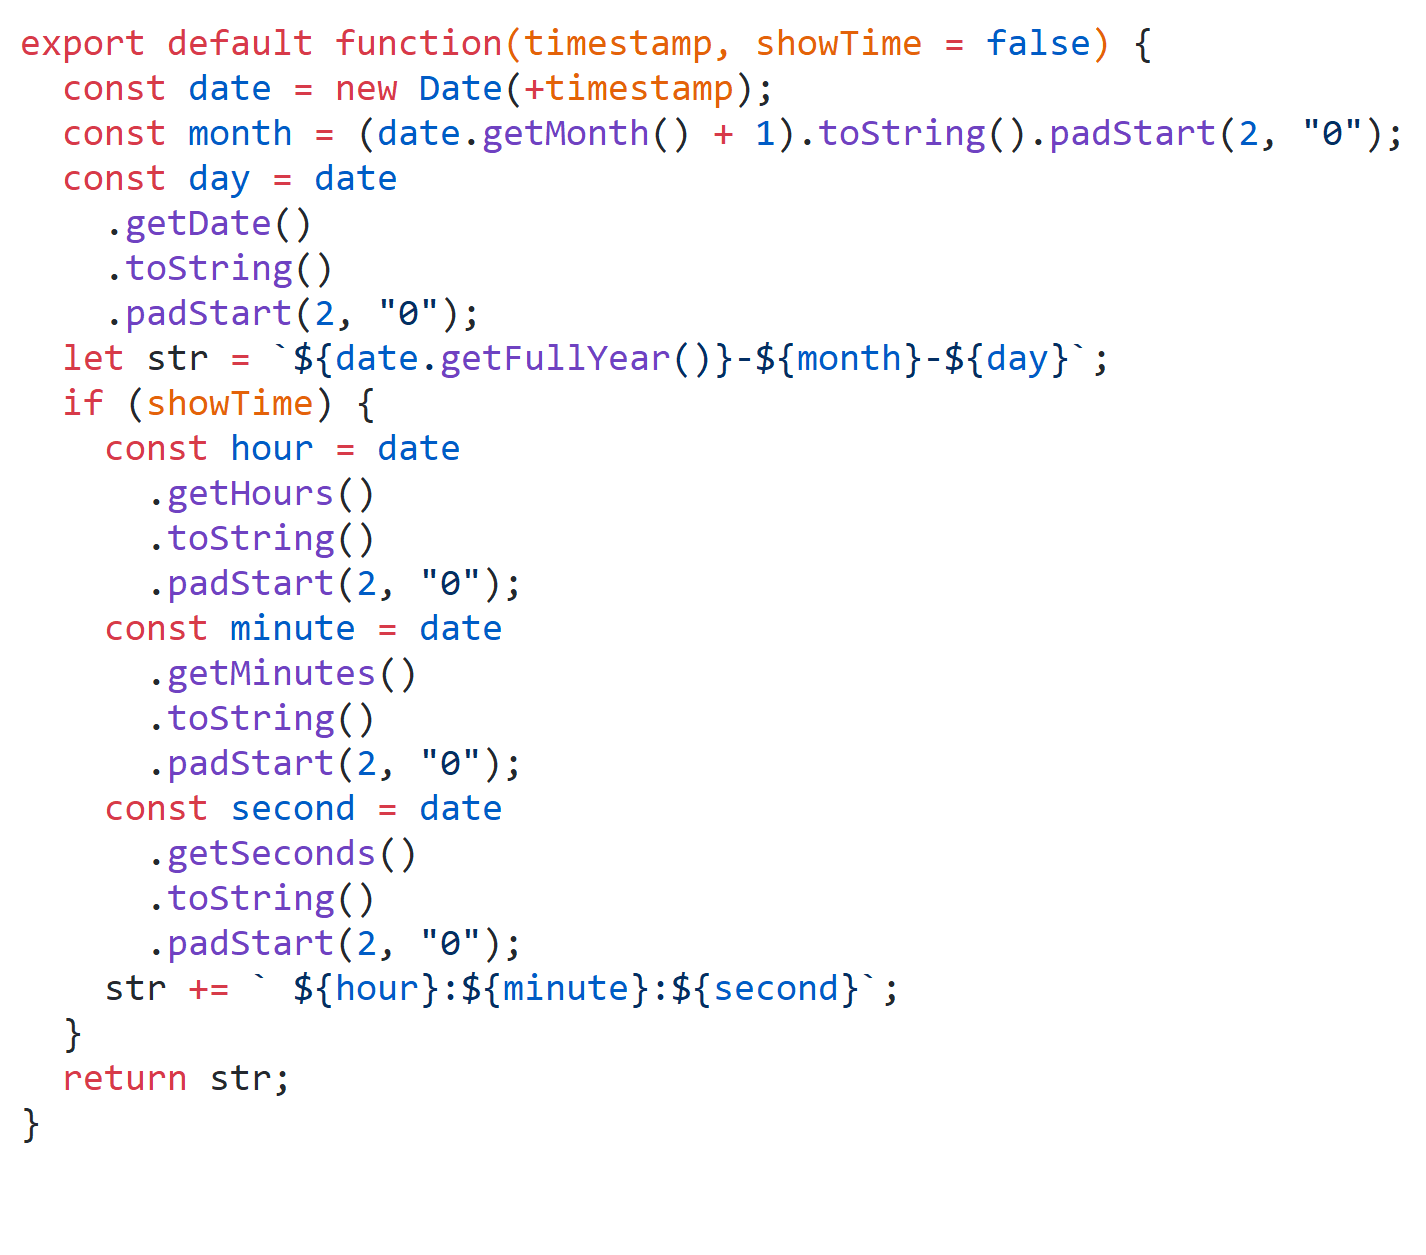 export default function(timestamp, showTime = false) {
  const date = new Date(+timestamp);
  const month = (date.getMonth() + 1).toString().padStart(2, "0");
  const day = date
    .getDate()
    .toString()
    .padStart(2, "0");
  let str = `${date.getFullYear()}-${month}-${day}`;
  if (showTime) {
    const hour = date
      .getHours()
      .toString()
      .padStart(2, "0");
    const minute = date
      .getMinutes()
      .toString()
      .padStart(2, "0");
    const second = date
      .getSeconds()
      .toString()
      .padStart(2, "0");
    str += ` ${hour}:${minute}:${second}`;
  }
  return str;
}